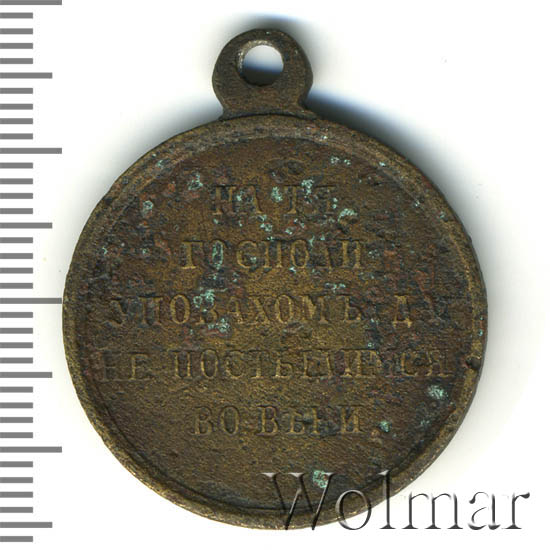 НА ТѦ
ГОСПОДИ
УПОВАХОМЪ ДА
НЕ ПОСТЫДИМСЯ
ВО ВѢКИ
Wolmar